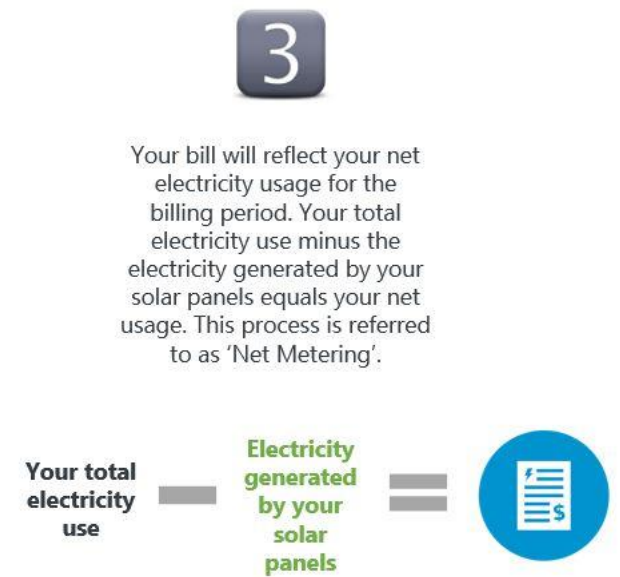 3
Your bill will reflect your net
electricity usage for the
billing period. Your total
electricity use minus the
electricity generated by your
solar panels equals your net
usage. This process is referred
to as ‘Net Metering’.
Your total
electricity
use
Electricity
generated
by your
solar
panels
$